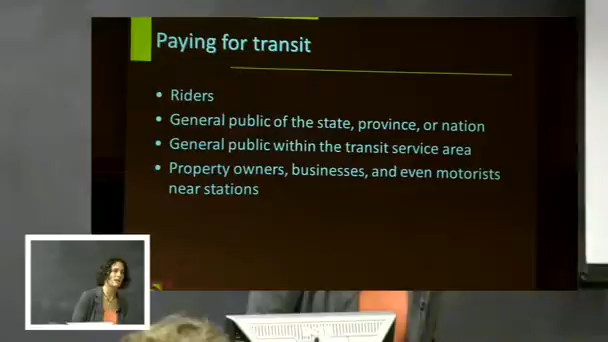 Paying for transit
• Riders
• General public of the state, province, or nation
• General public within the transit service area
• Property owners, businesses, and even motorists
near stations